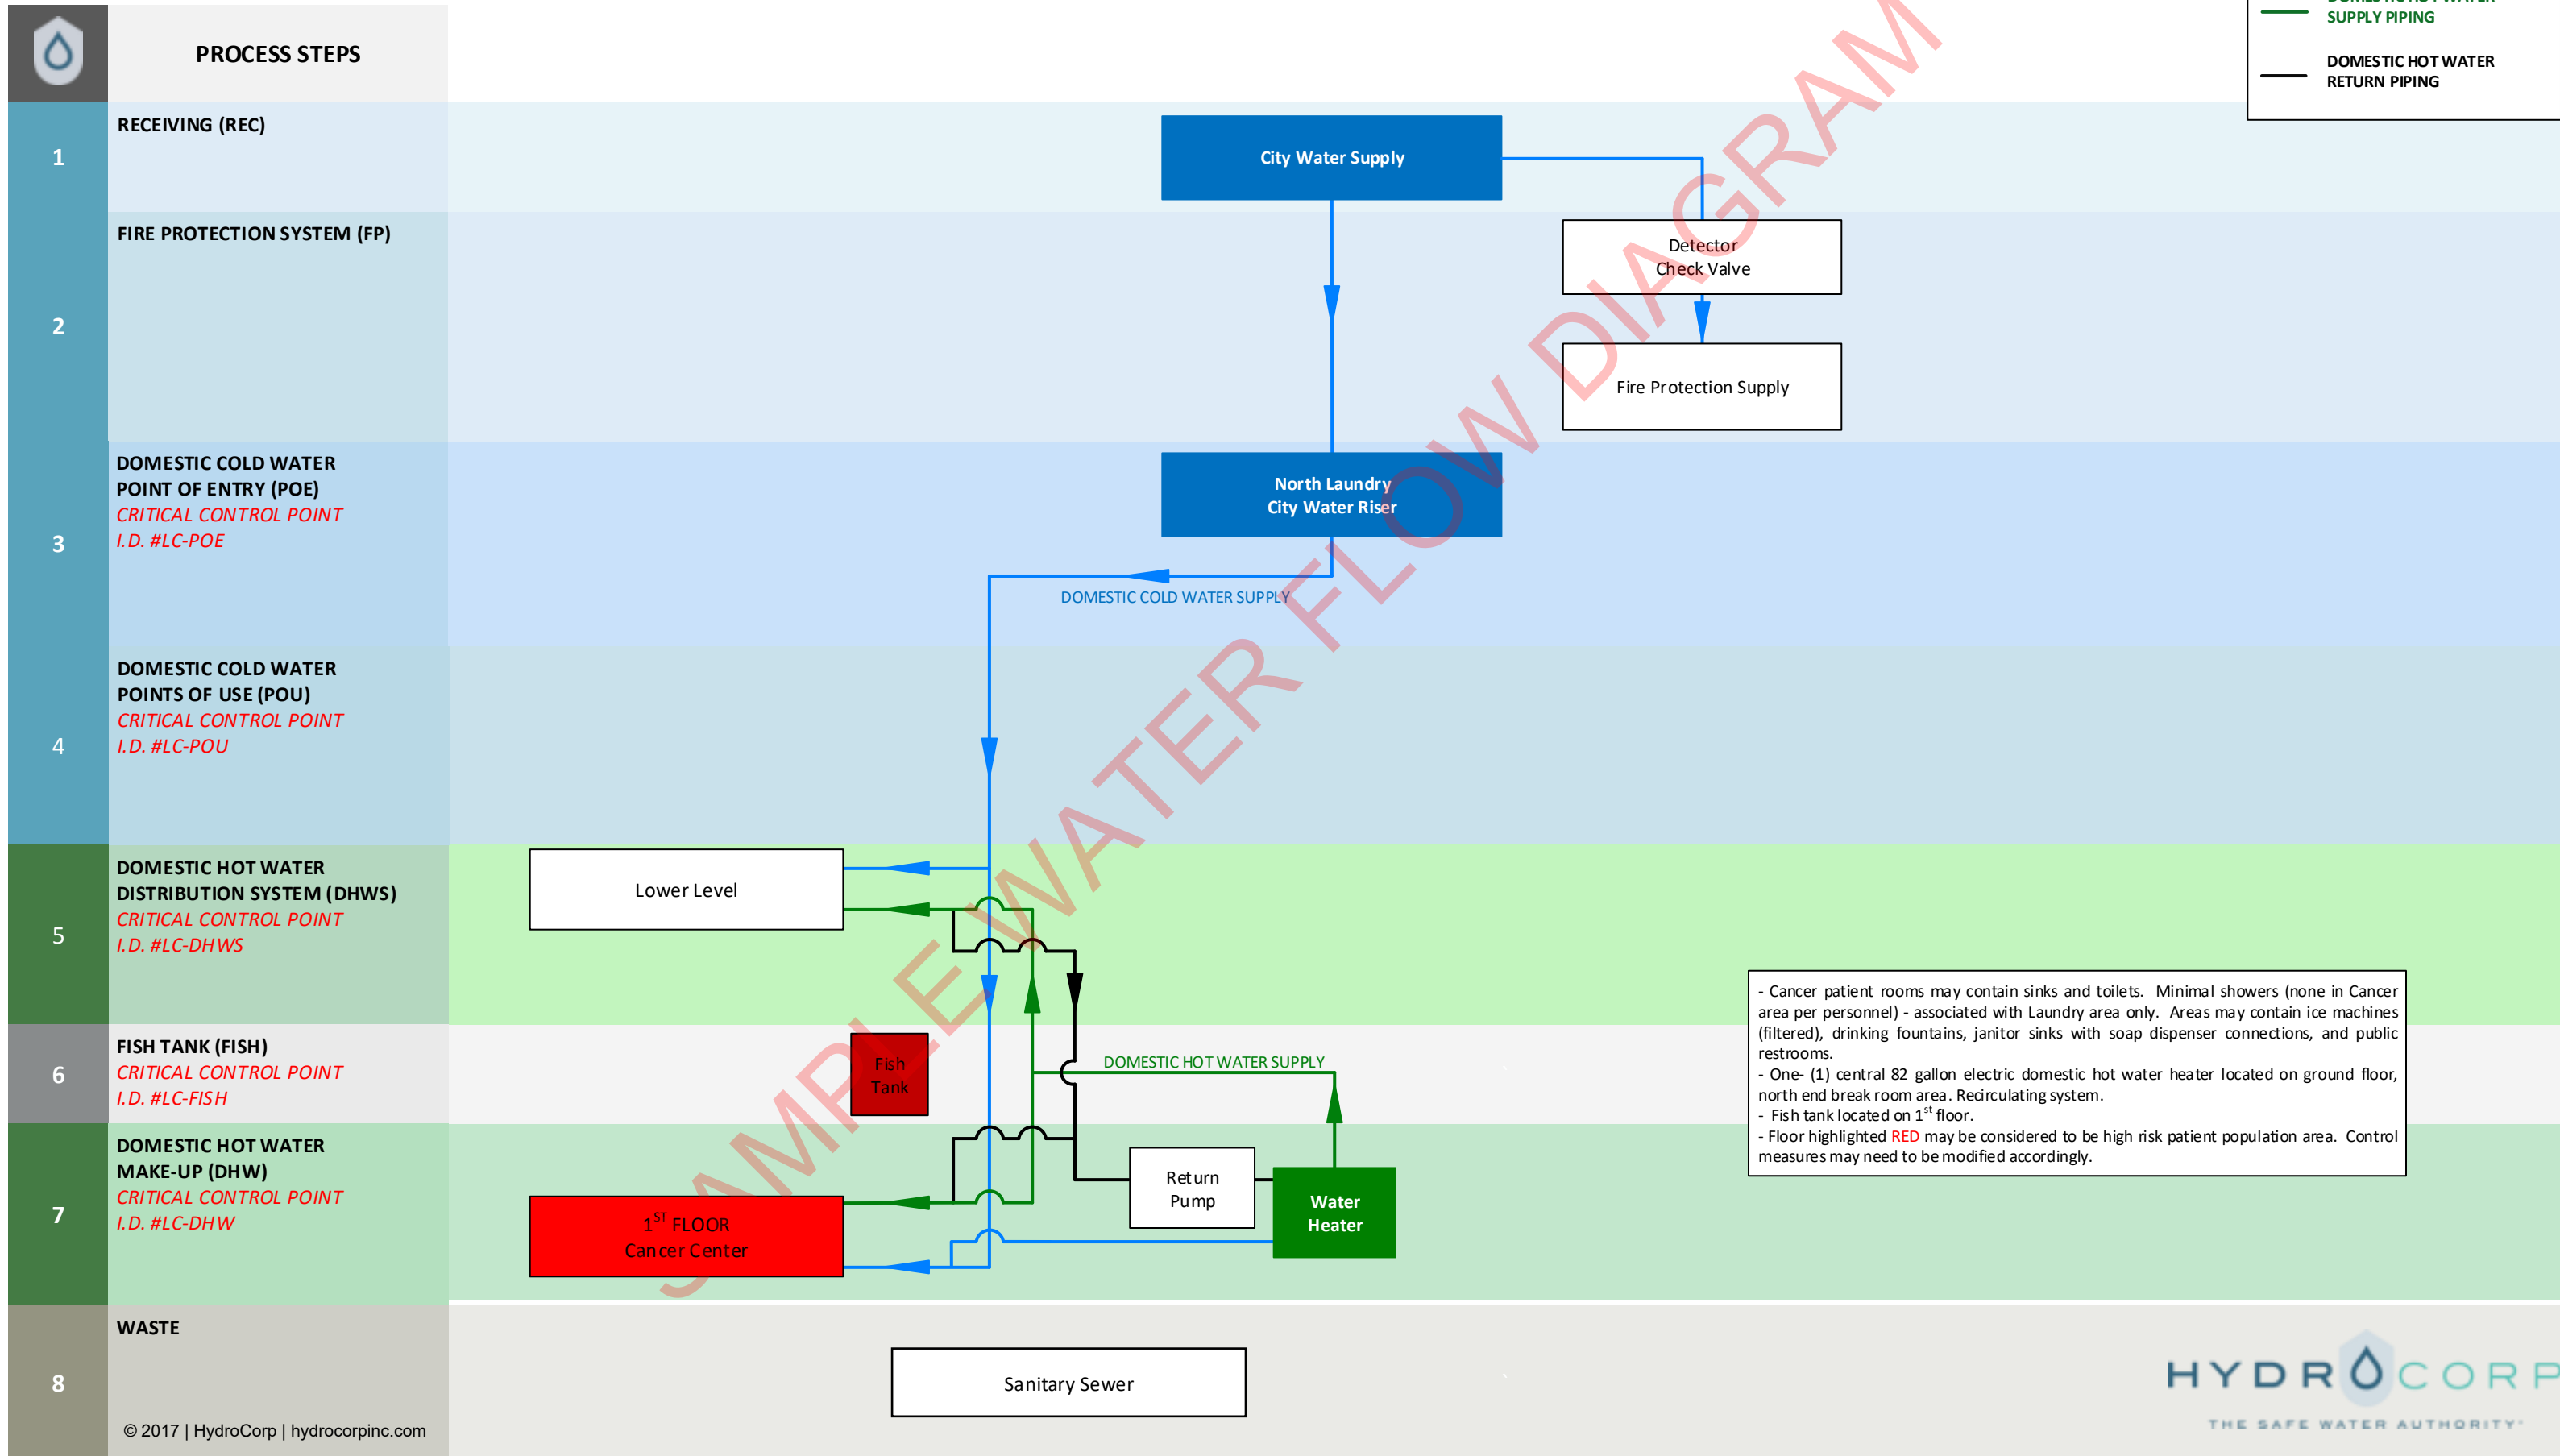 DOMESTIC HOT WATER
SUPPLY PIPING
DOMESTIC HOT WATER
RETURN PIPING
PROCESS STEPS
1
RECEIVING (REC)
City Water Supply
2
FIRE PROTECTION SYSTEM (FP)
Detector
Check Valve
Fire Protection Supply
3
DOMESTIC COLD WATER
POINT OF ENTRY (POE)
CRITICAL CONTROL POINT
I.D. #LC-POE
North Laundry
City Water Riser
DOMESTIC COLD WATER SUPPLY
4
DOMESTIC COLD WATER
POINTS OF USE (POU)
CRITICAL CONTROL POINT
I.D. #LC-POU
5
DOMESTIC HOT WATER
DISTRIBUTION SYSTEM (DHWS)
CRITICAL CONTROL POINT
I.D. #LC-DHWS
Lower Level
6
FISH TANK (FISH)
CRITICAL CONTROL POINT
I.D. #LC-FISH
Fish
Tank
DOMESTIC HOT WATER SUPPLY
- Cancer patient rooms may contain sinks and toilets. Minimal showers (none in Cancer
area per personnel) - associated with Laundry area only. Areas may contain ice machines
(filtered), drinking fountains, janitor sinks with soap dispenser connections, and public
restrooms.
- One- (1) central 82 gallon electric domestic hot water heater located on ground floor,
north end break room area. Recirculating system.
- Fish tank located on 1st floor.
- Floor highlighted RED may be considered to be high risk patient population area. Control
measures may need to be modified accordingly.
7
DOMESTIC HOT WATER
MAKE-UP (DHW)
CRITICAL CONTROL POINT
I.D. #LC-DHW
1ST FLOOR
Cancer Center
Return
Pump
Water
Heater
8
WASTE
Sanitary Sewer
© 2017 | HydroCorp | hydrocorpinc.com
HYDROCORP
THE SAFE WATER AUTHORITY
SAMPLE WATER FLOW DIAGRAM